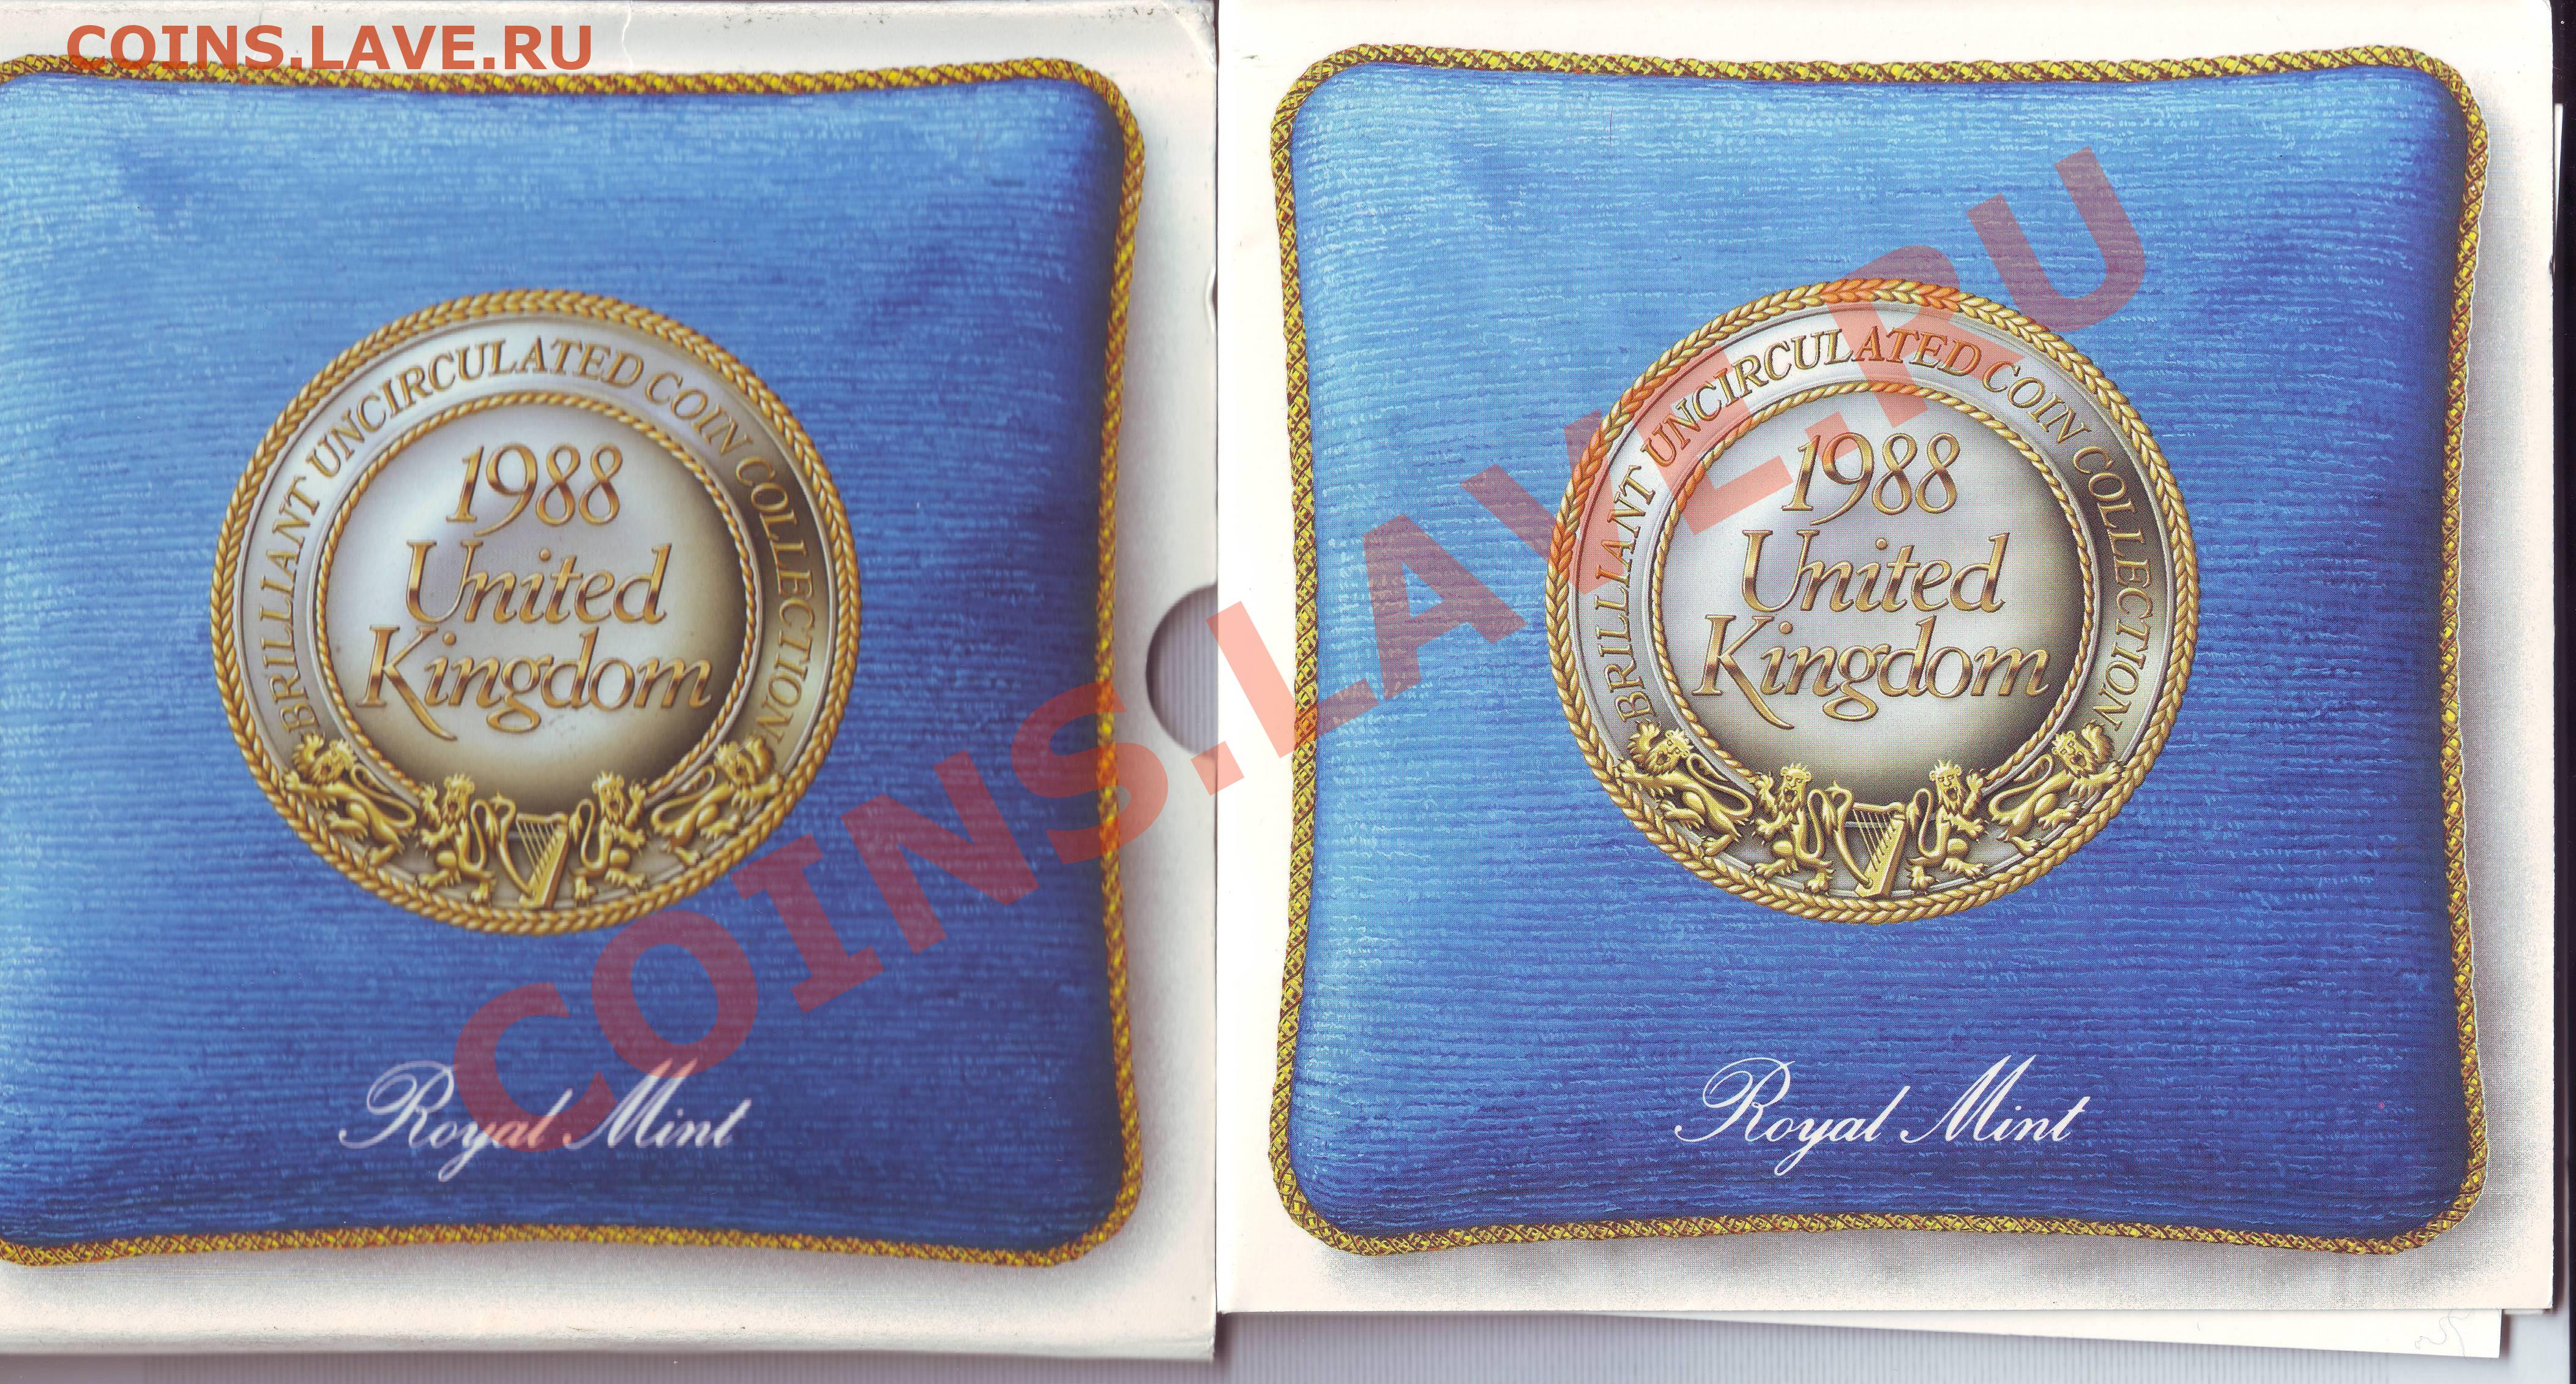 COINS.LAVE.RU
BRILLIANT UNCIRCULATED COIN COLLECTION
1988
United
Kingdom
Royal Mint
BRILLIANT UNCIRCULATED COIN COLLECTION
1988
United
Kingdom
Royal Mint
COINS.LAVE.RU